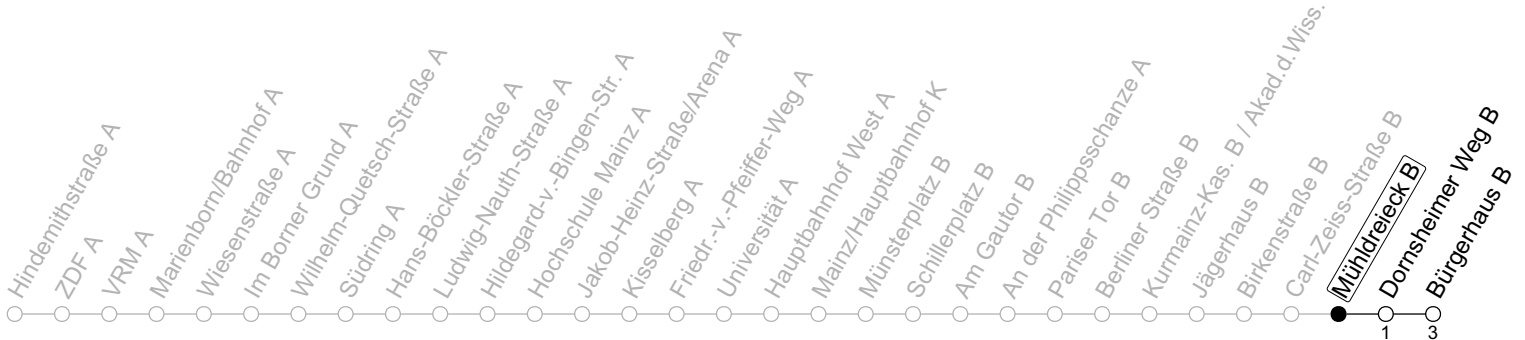 Hindemithstraße A
ZDF A
VRM A
Marienborn/Bahnhof A
Wiesenstraße A
Im Borner Grund A
Wilhelm-Quetsch-Straße A
Südring A
Hans-Böckler-Straße A
Ludwig-Nauth-Straße A
Hildegard-v.-Bingen-Str. A
Hochschule Mainz A
Jakob-Heinz-Straße/Arena A
Kisselberg A
Friedr.-v.-Pfeiffer-Weg A
Universität A
Hauptbahnhof West A
Mainz/Hauptbahnhof K
Münsterplatz B
Schillerplatz B
Am Gautor B
An der Philippsschanze A
Pariser Tor B
Berliner Straße B
Kurmainz-Kas. B / Akad.d.Wiss.
Jägerhaus B
Birkenstraße B
Carl-Zeiss-Straße B
Mühldreieck B
Dornsheimer Weg B
Bürgerhaus B
1
3